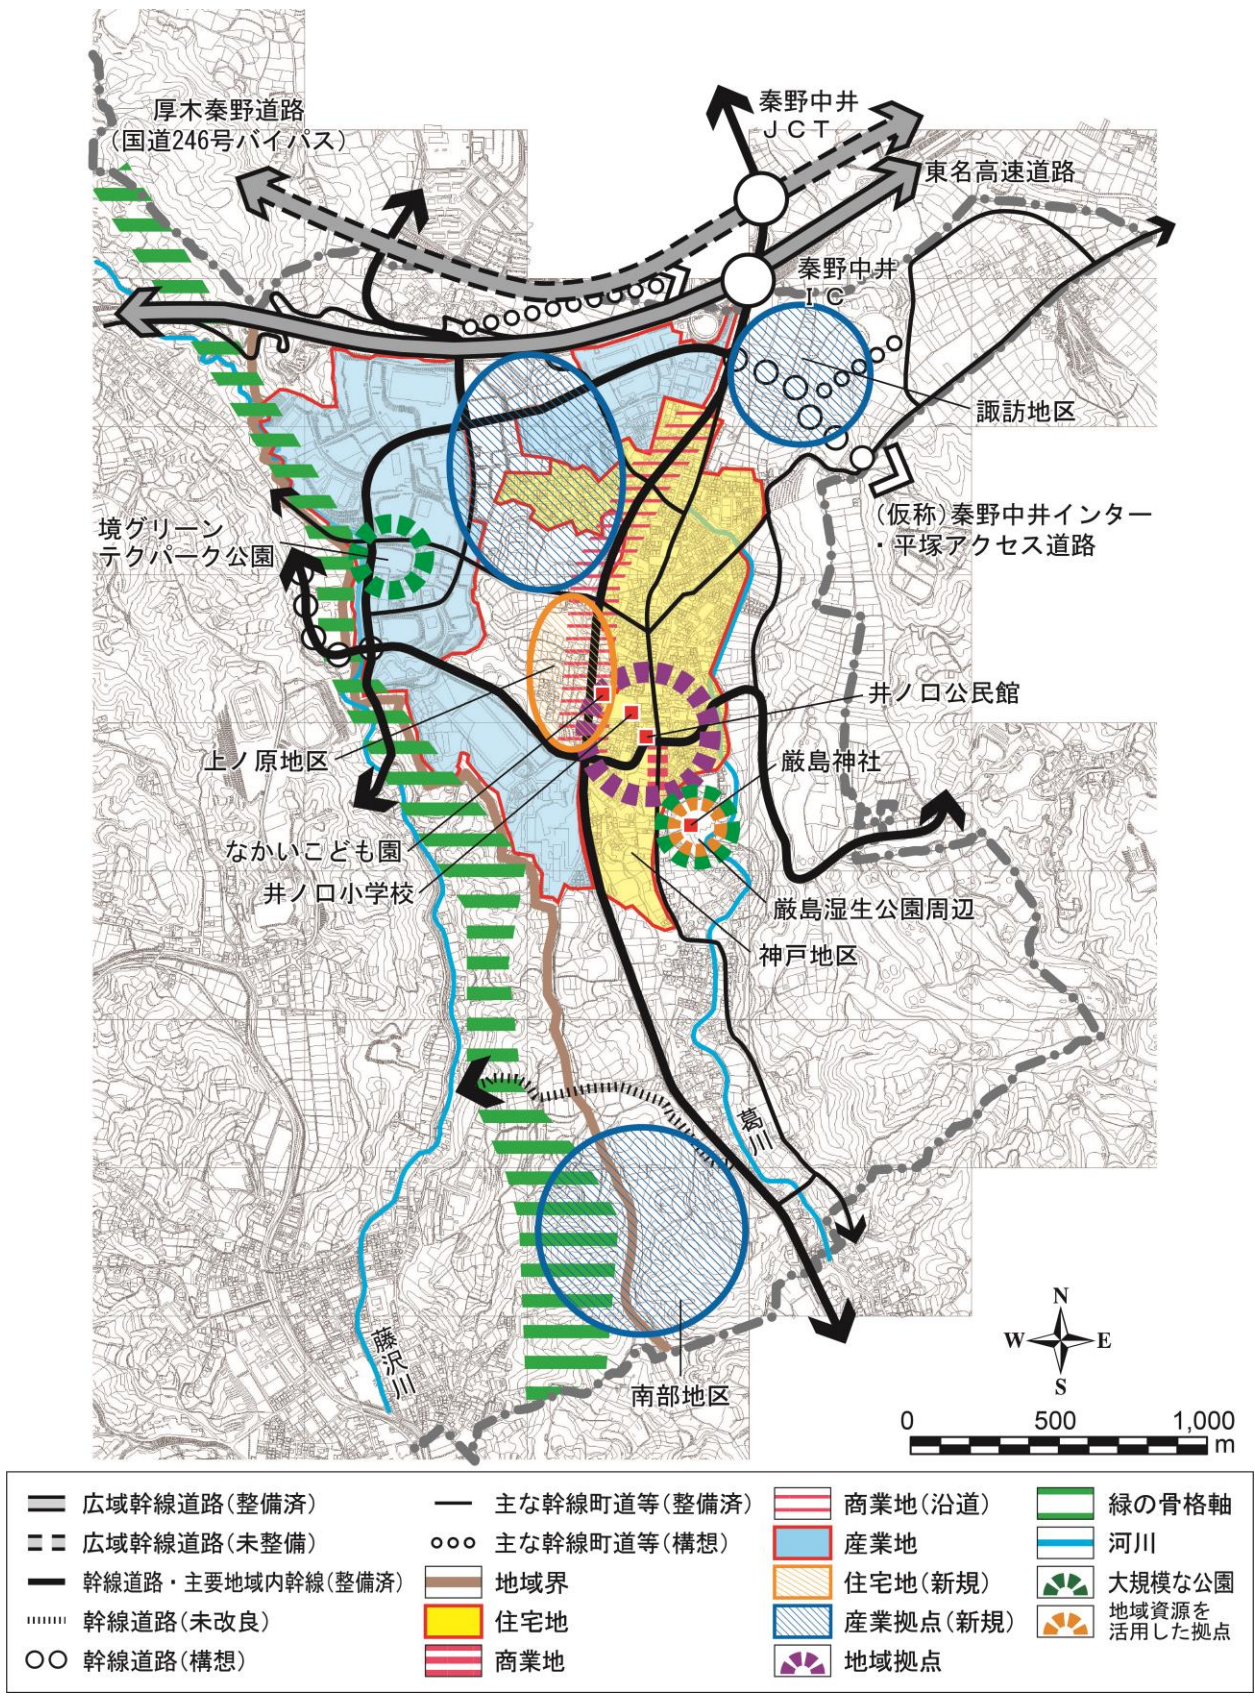 厚木秦野道路
(国道246号バイパス)
秦野中井
ＪＣＴ
東名高速道路
秦野中井
ＩＣ
諏訪地区
(仮称)秦野中井インター
・平塚アクセス道路
境グリーン
テクパーク公園
井ノ口公民館
上ノ原地区
厳島神社
なかいこども園
井ノ口小学校
厳島湿生公園周辺
神戸地区
葛川
藤沢川
南部地区
N
W E
S
0 500 1,000
m
広域幹線道路(整備済)
広域幹線道路(未整備)
幹線道路・主要地域内幹線(整備済)
幹線道路(未改良)
幹線道路(構想)
主な幹線町道等(整備済)
主な幹線町道等(構想)
地域界
住宅地
商業地
商業地(沿道)
産業地
住宅地(新規)
産業拠点(新規)
地域拠点
緑の骨格軸
河川
大規模な公園
地域資源を
活用した拠点